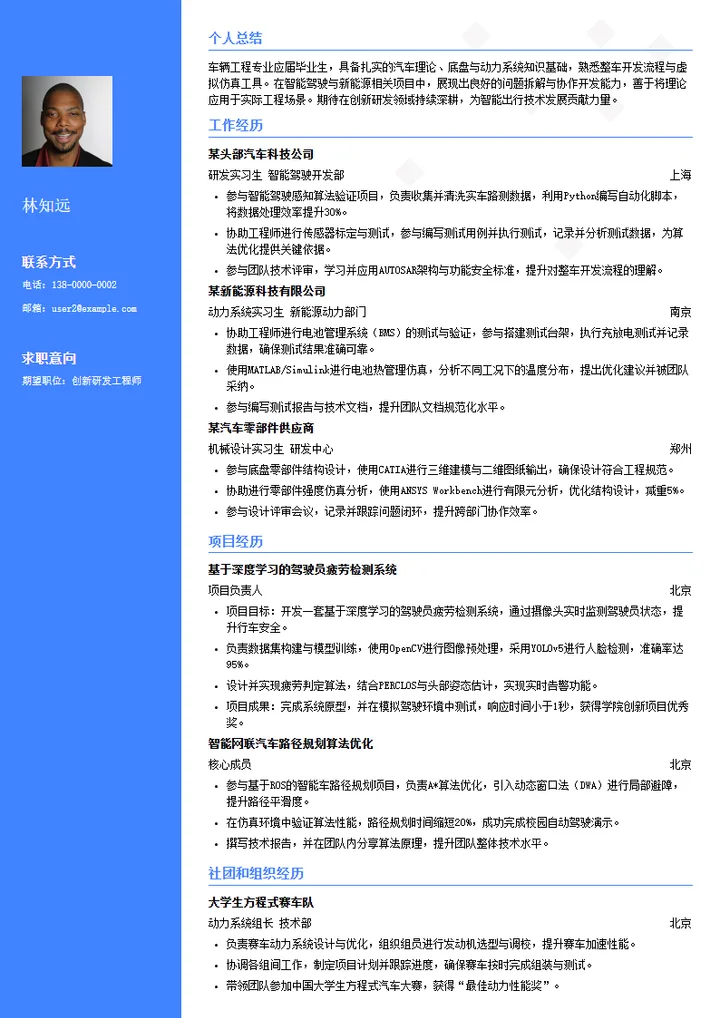 林知远
联系方式
电话：138-0000-0002
邮箱：user2@example.com
求职意向
期望职位：创新研发工程师
个人总结
车辆工程专业应届毕业生，具备扎实的汽车理论、底盘与动力系统知识基础，熟悉整车开发流程与虚
拟仿真工具。在智能驾驶与新能源相关项目中，展现出良好的问题拆解与协作开发能力，善于将理论
应用于实际工程场景。期待在创新研发领域持续深耕，为智能出行技术发展贡献力量。
工作经历
某头部汽车科技公司
研发实习生 智能驾驶开发部 上海
• 参与智能驾驶感知算法验证项目，负责收集并清洗实车路测数据，利用Python编写自动化脚本，
将数据处理效率提升30%。
• 协助工程师进行传感器标定与测试，参与编写测试用例并执行测试，记录并分析测试数据，为算
法优化提供关键依据。
• 参与团队技术评审，学习并应用AUTOSAR架构与功能安全标准，提升对整车开发流程的理解。
某新能源科技有限公司
动力系统实习生 新能源动力部门 南京
• 协助工程师进行电池管理系统（BMS）的测试与验证，参与搭建测试台架，执行充放电测试并记录
数据，确保测试结果准确可靠。
• 使用MATLAB/Simulink进行电池热管理仿真，分析不同工况下的温度分布，提出优化建议并被团队
采纳。
• 参与编写测试报告与技术文档，提升团队文档规范化水平。
某汽车零部件供应商
机械设计实习生 研发中心 郑州
• 参与底盘零部件结构设计，使用CATIA进行三维建模与二维图纸输出，确保设计符合工程规范。
• 协助进行零部件强度仿真分析，使用ANSYS Workbench进行有限元分析，优化结构设计，减重5%。
• 参与设计评审会议，记录并跟踪问题闭环，提升跨部门协作效率。
项目经历
基于深度学习的驾驶员疲劳检测系统
项目负责人 北京
• 项目目标：开发一套基于深度学习的驾驶员疲劳检测系统，通过摄像头实时监测驾驶员状态，提
升行车安全。
• 负责数据集构建与模型训练，使用OpenCV进行图像预处理，采用YOLOv5进行人脸检测，准确率达
95%。
• 设计并实现疲劳判定算法，结合PERCLOS与头部姿态估计，实现实时告警功能。
• 项目成果：完成系统原型，并在模拟驾驶环境中测试，响应时间小于1秒，获得学院创新项目优秀
奖。
智能网联汽车路径规划算法优化
核心成员 北京
• 参与基于ROS的智能车路径规划项目，负责A*算法优化，引入动态窗口法（DWA）进行局部避障，
提升路径平滑度。
• 在仿真环境中验证算法性能，路径规划时间缩短20%，成功完成校园自动驾驶演示。
• 撰写技术报告，并在团队内分享算法原理，提升团队整体技术水平。
社团和组织经历
大学生方程式赛车队
动力系统组长 技术部 北京
• 负责赛车动力系统设计与优化，组织组员进行发动机选型与调校，提升赛车加速性能。
• 协调各组间工作，制定项目计划并跟踪进度，确保赛车按时完成组装与测试。
• 带领团队参加中国大学生方程式汽车大赛，获得“最佳动力性能奖”。